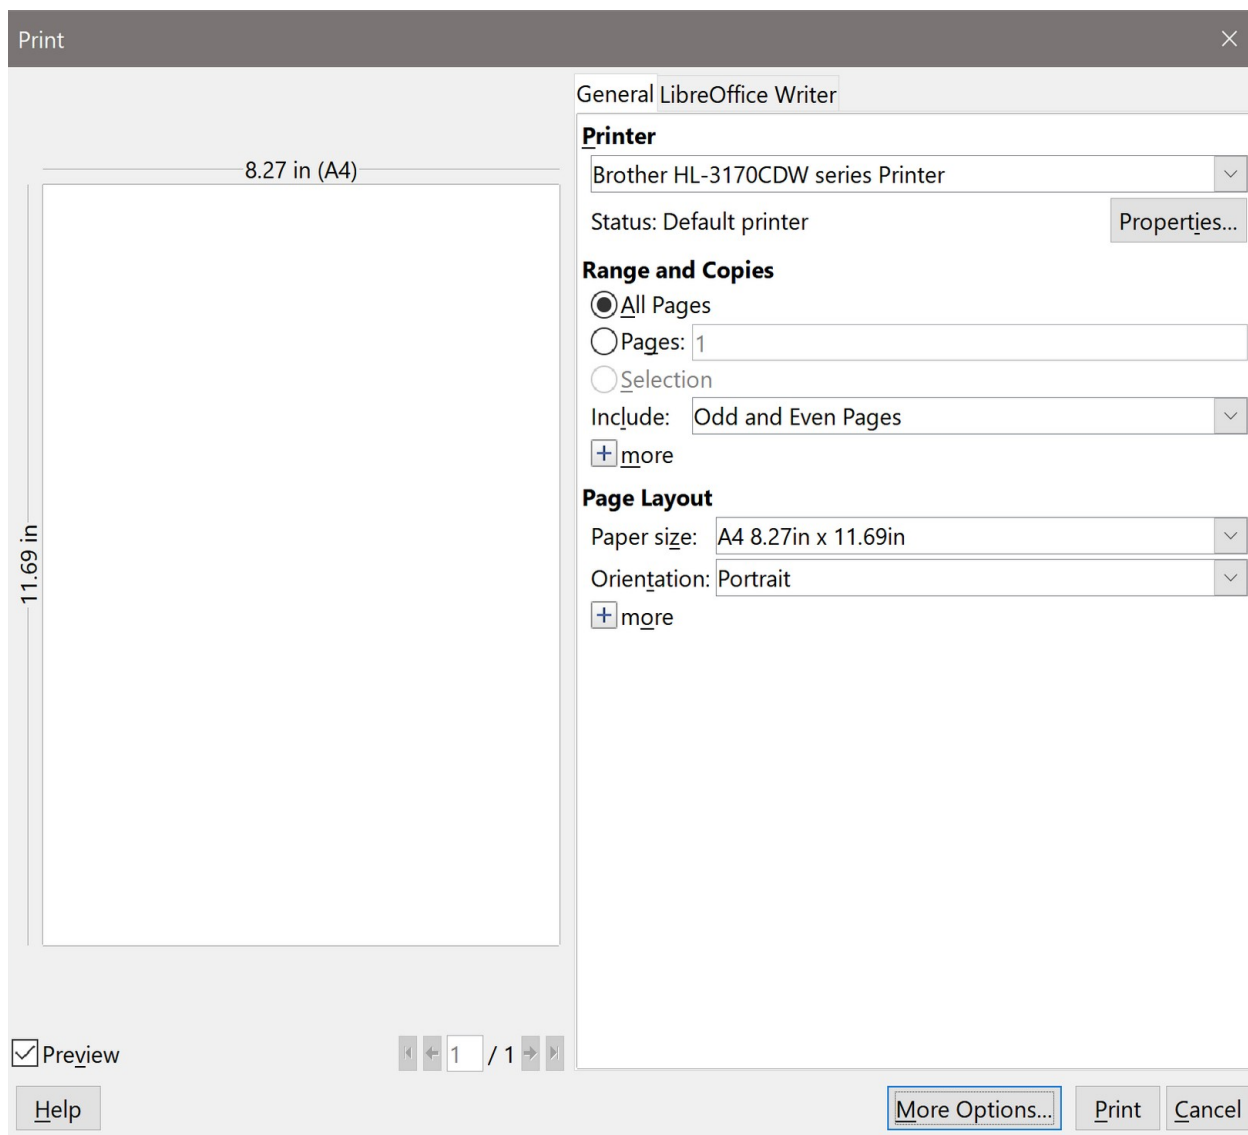 Print
General LibreOffice Writer
8.27 in (A4)
11.69 in
Printer
Brother HL-3170CDW series Printer
Status: Default printer Properties...
Range and Copies
All Pages
Pages: 1
Selection
Include: Odd and Even Pages
more
Page Layout
Paper size: A4 8.27in x 11.69in
Orientation: Portrait
more
Preview 1 / 1
Help More Options... Print Cancel